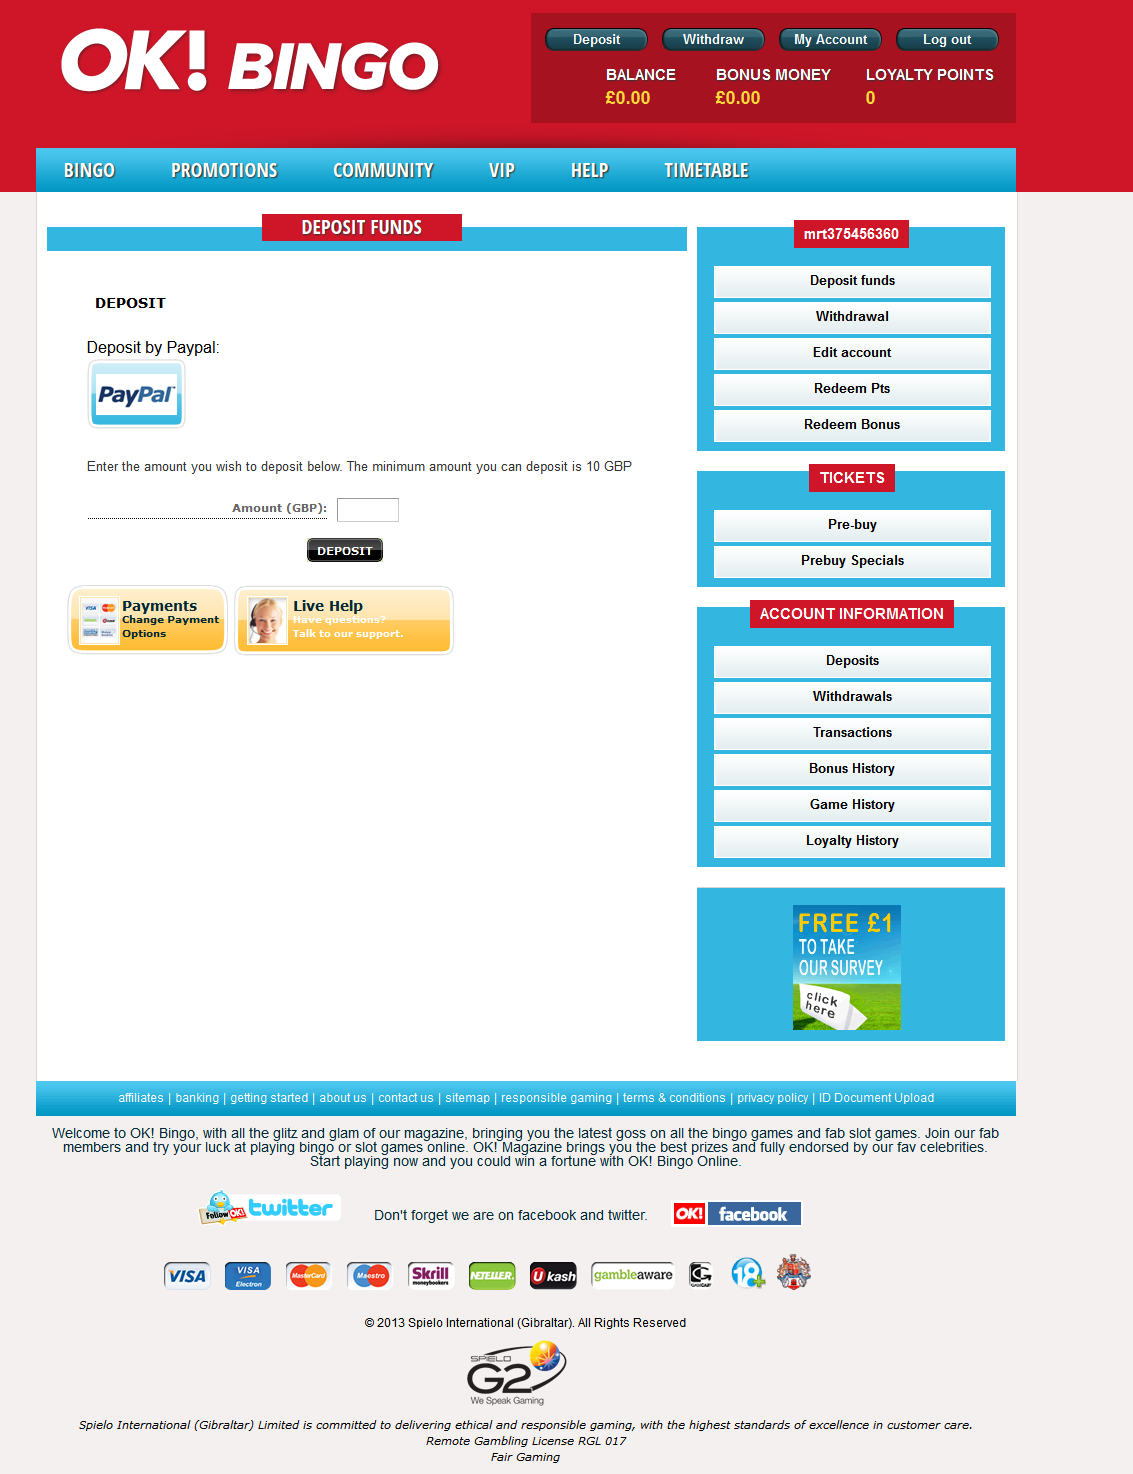 OK! BINGO
Deposit
Withdraw
My Account
Log out
BALANCE
BONUS MONEY
LOYALTY POINTS
£0.00
£0.00
0
BINGO
PROMOTIONS
COMMUNITY
VIP
HELP
TIMETABLE
DEPOSIT FUNDS
DEPOSIT
Deposit by Paypal:
PayPal
Enter the amount you wish to deposit below. The minimum amount you can deposit is 10 GBP
Amount (GBP):
DEPOSIT
Payments
Change Payment
Options
Live Help
Have questions?
Talk to our support.
mrt375456360
Deposit funds
Withdrawal
Edit account
Redeem Pts
Redeem Bonus
TICKETS
Pre-buy
Prebuy Specials
ACCOUNT INFORMATION
Deposits
Withdrawals
Transactions
Bonus History
Game History
Loyalty History
FREE £1
TO TAKE
OUR SURVEY
click
here
affiliates | banking | getting started | about us | contact us | sitemap | responsible gaming | terms & conditions | privacy policy | ID Document Upload
Welcome to OK! Bingo, with all the glitz and glam of our magazine, bringing you the latest goss on all the bingo games and fab slot games. Join our fab
members and try your luck at playing bingo or slot games online. OK! Magazine brings you the best prizes and fully endorsed by our fav celebrities.
Start playing now and you could win a fortune with OK! Bingo Online.
Follow OK! twitter
Don't forget we are on facebook and twitter.
OK! facebook
VISA
VISA Electron
MasterCard
Maestro
Skrill moneybookers
NETELLER
Ukash
gambleaware
GAMCARE
18+
© 2013 Spielo International (Gibraltar). All Rights Reserved
SPIELO
G2
We Speak Gaming
Spielo International (Gibraltar) Limited is committed to delivering ethical and responsible gaming, with the highest standards of excellence in customer care.
Remote Gambling License RGL 017
Fair Gaming